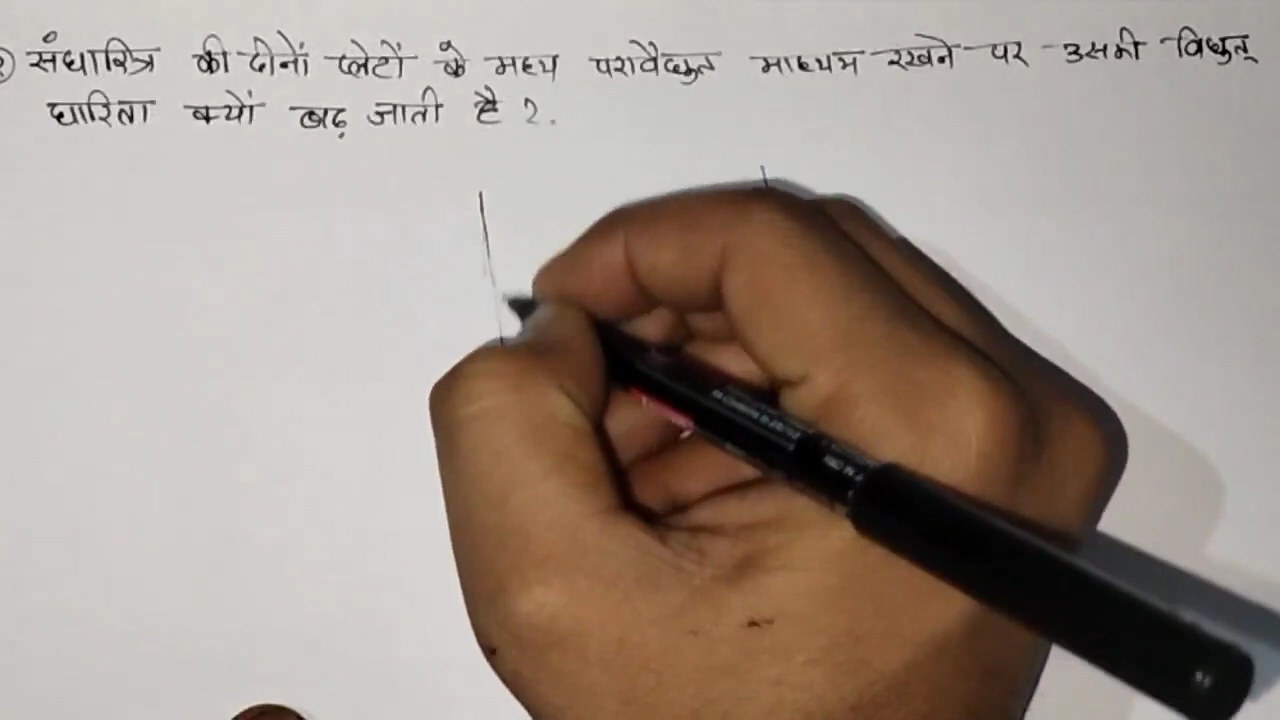 संधारित्र की दोनों प्लेटों के मध्य परावैद्युत माध्यम रखने पर उसकी विधुत्
धारिता क्यों बढ़ जाती है ?.